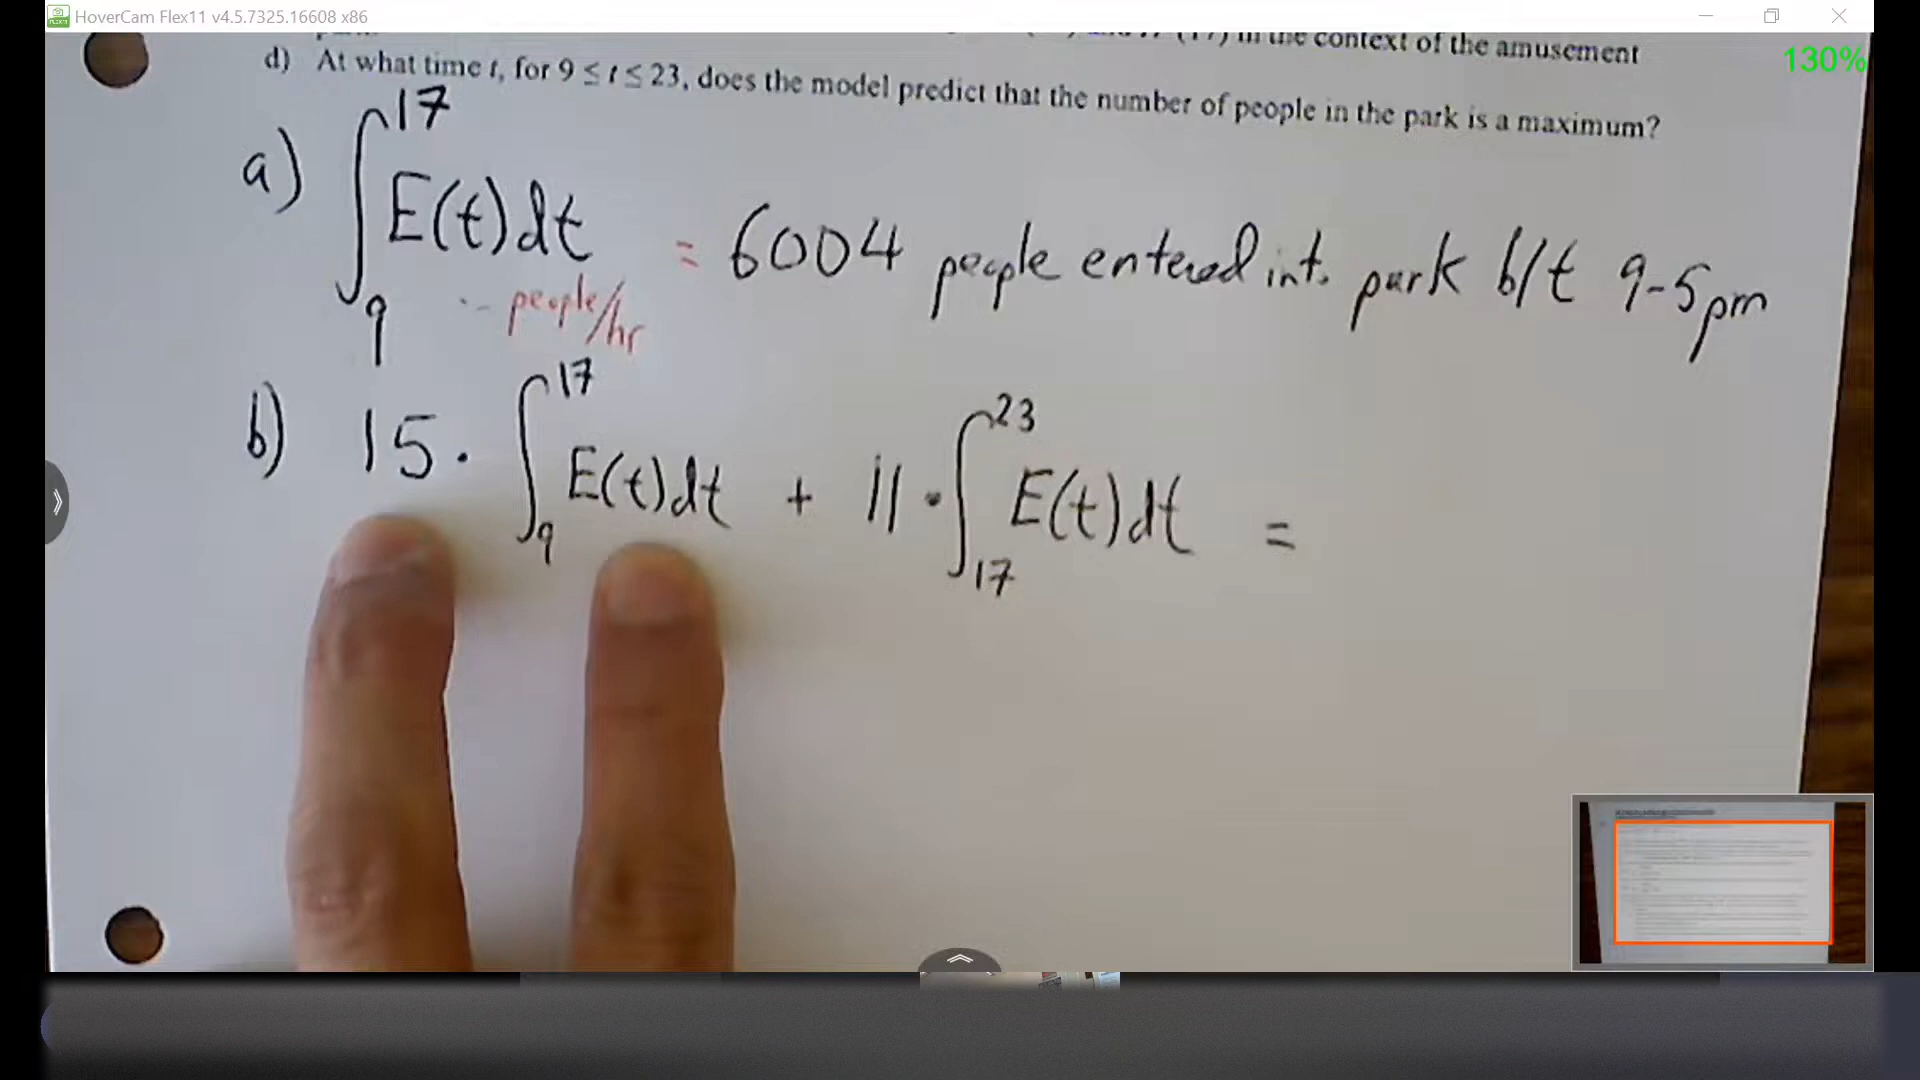 HoverCam Flex11 v4.5.7325.16608 x86
(17) in the context of the amusement
130%
d) At what time t, for 9 ≤ t ≤ 23, does the model predict that the number of people in the park is a maximum?
a) ∫₉¹⁷ E(t)dt = 6004 people entered int. park b/t 9-5pm
people/hr
b) 15 · ∫₉¹⁷ E(t)dt + 11 · ∫₁₇²³ E(t)dt =